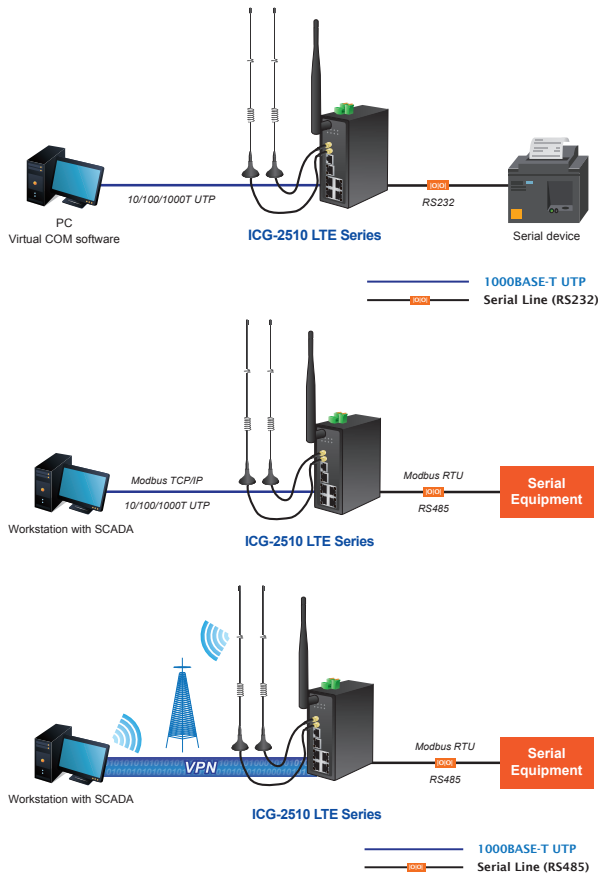 10/100/1000T UTP
|O|O|
RS232
PC
Virtual COM software
ICG-2510 LTE Series
Serial device
1000BASE-T UTP
|O|O|
Serial Line (RS232)
Modbus TCP/IP
10/100/1000T UTP
Modbus RTU
|O|O|
RS485
Serial
Equipment
Workstation with SCADA
ICG-2510 LTE Series
VPN
Modbus RTU
|O|O|
RS485
Serial
Equipment
Workstation with SCADA
ICG-2510 LTE Series
1000BASE-T UTP
|O|O|
Serial Line (RS485)